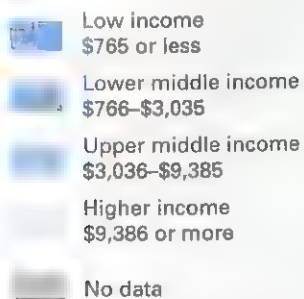 Low income
$765 or less
Lower middle income
$766–$3,035
Upper middle income
$3,036–$9,385
Higher income
$9,386 or more
No data